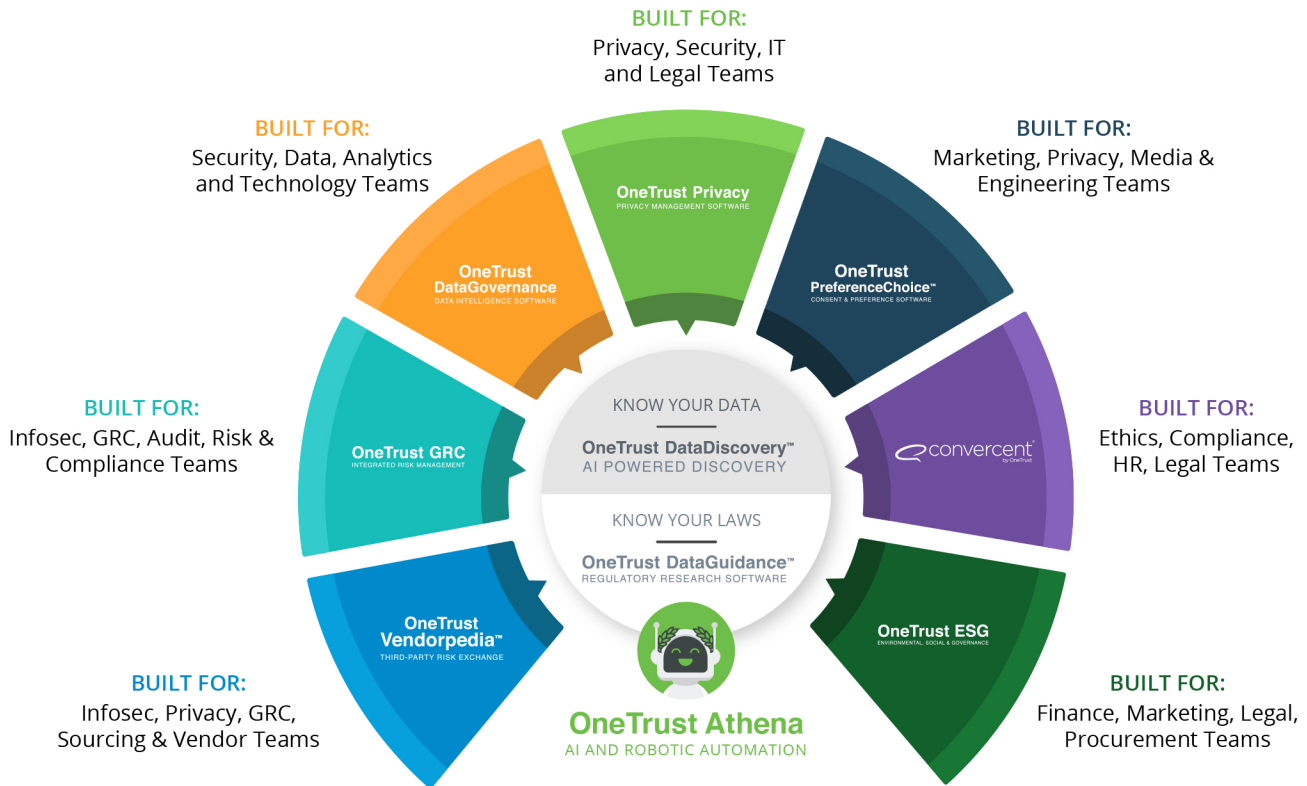 BUILT FOR:
Privacy, Security, IT
and Legal Teams
BUILT FOR:
Security, Data, Analytics
and Technology Teams
BUILT FOR:
Marketing, Privacy, Media &
Engineering Teams
OneTrust Privacy
PRIVACY MANAGEMENT SOFTWARE
OneTrust
DataGovernance
DATA INTELLIGENCE SOFTWARE
OneTrust
PreferenceChoice™
CONSENT & PREFERENCE SOFTWARE
BUILT FOR:
Infosec, GRC, Audit, Risk &
Compliance Teams
OneTrust GRC
INTEGRATED RISK MANAGEMENT
KNOW YOUR DATA
OneTrust DataDiscovery™
AI POWERED DISCOVERY
KNOW YOUR LAWS
OneTrust DataGuidance™
REGULATORY RESEARCH SOFTWARE
convercent®
by OneTrust
BUILT FOR:
Ethics, Compliance,
HR, Legal Teams
OneTrust
Vendorpedia™
THIRD-PARTY RISK EXCHANGE
OneTrust ESG
ENVIRONMENTAL, SOCIAL & GOVERNANCE
BUILT FOR:
Infosec, Privacy, GRC,
Sourcing & Vendor Teams
OneTrust Athena
AI AND ROBOTIC AUTOMATION
BUILT FOR:
Finance, Marketing, Legal,
Procurement Teams